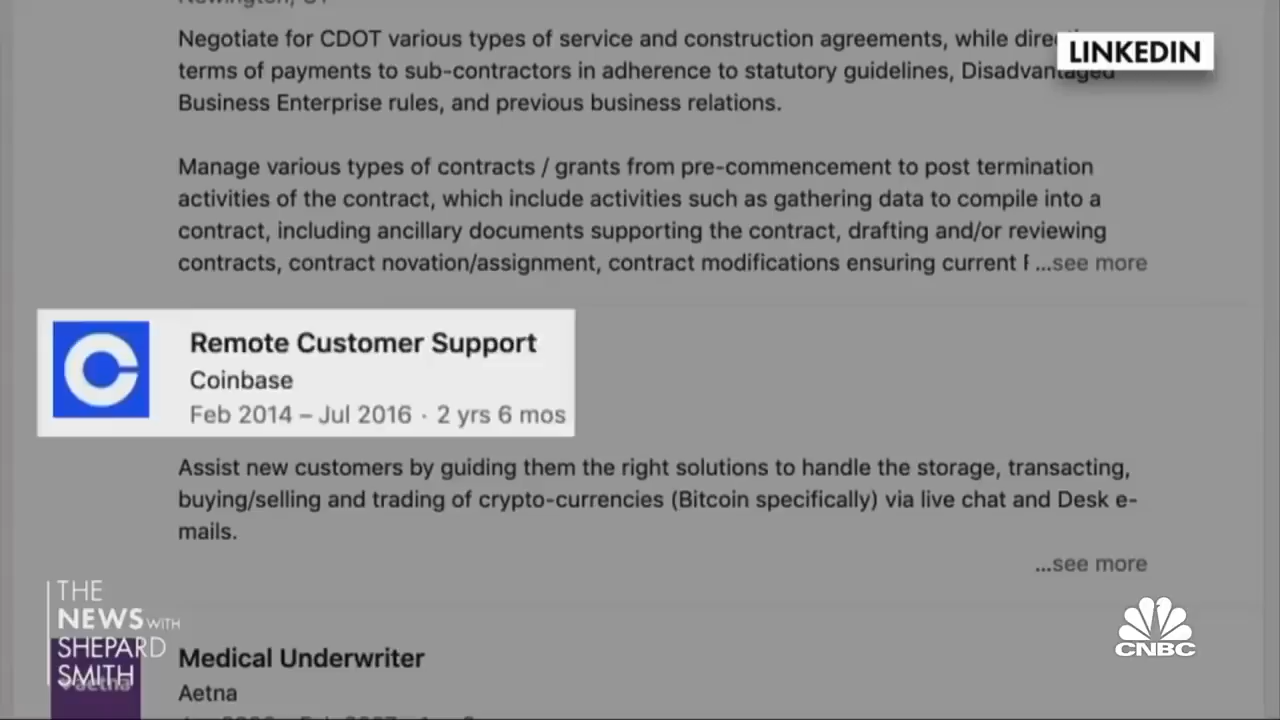 Newington, CT
Negotiate for CDOT various types of service and construction agreements, while
LINKEDIN
terms of payments to sub-contractors in adherence to statutory guidelines, Disadvantaged
Business Enterprise rules, and previous business relations.
Manage various types of contracts / grants from pre-commencement to post termination
activities of the contract, which include activities such as gathering data to compile into a
contract, including ancillary documents supporting the contract, drafting and/or reviewing
contracts, contract novation/assignment, contract modifications ensuring current ...see more
Remote Customer Support
Coinbase
Feb 2014 – Jul 2016 · 2 yrs 6 mos
Assist new customers by guiding them the right solutions to handle the storage, transacting,
buying/selling and trading of crypto-currencies (Bitcoin specifically) via live chat and Desk e-
mails.
...see more
THE
NEWS WITH
SHEPARD
SMITH
aetna
CNBC
Medical Underwriter
Aetna